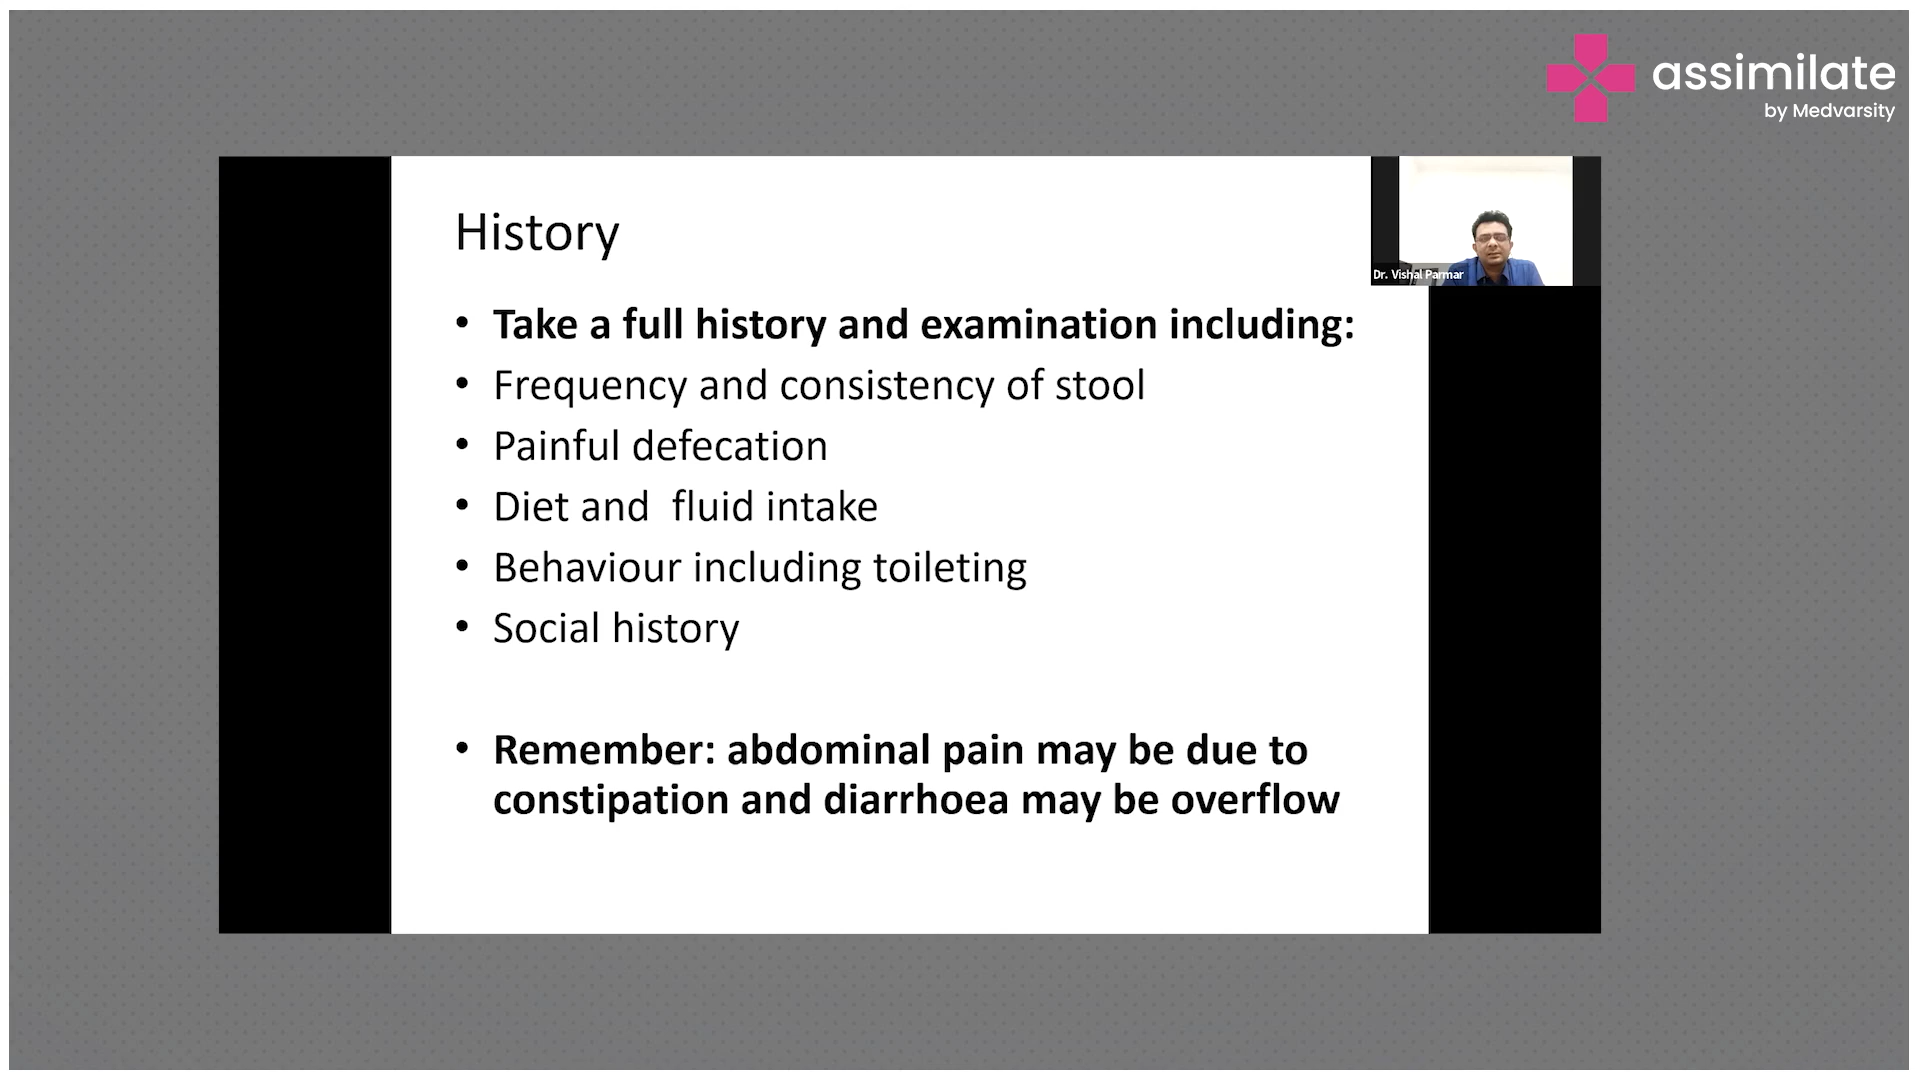 assimilate
by Medvarsity
History
Dr. Vishal Parmar
• Take a full history and examination including:
• Frequency and consistency of stool
• Painful defecation
• Diet and  fluid intake
• Behaviour including toileting
• Social history
• Remember: abdominal pain may be due to
constipation and diarrhoea may be overflow